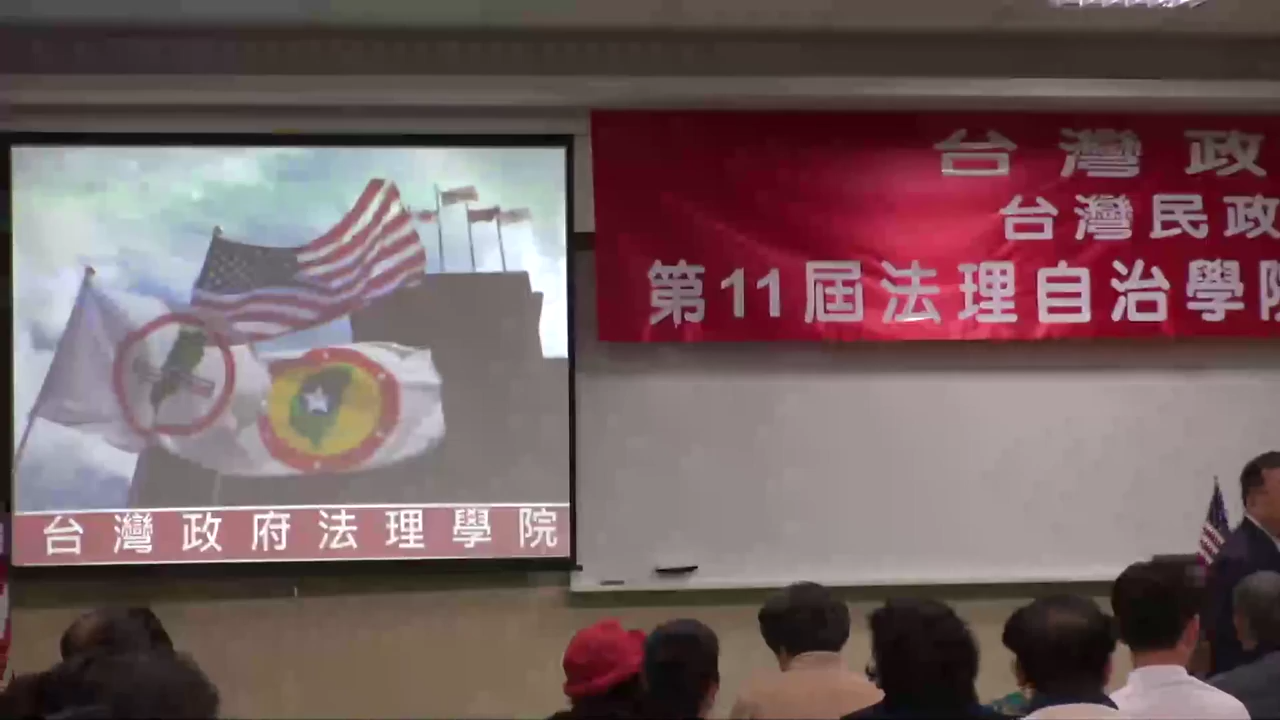 台灣政府法理學院
台灣政
台灣民政
第11屆法理自治學